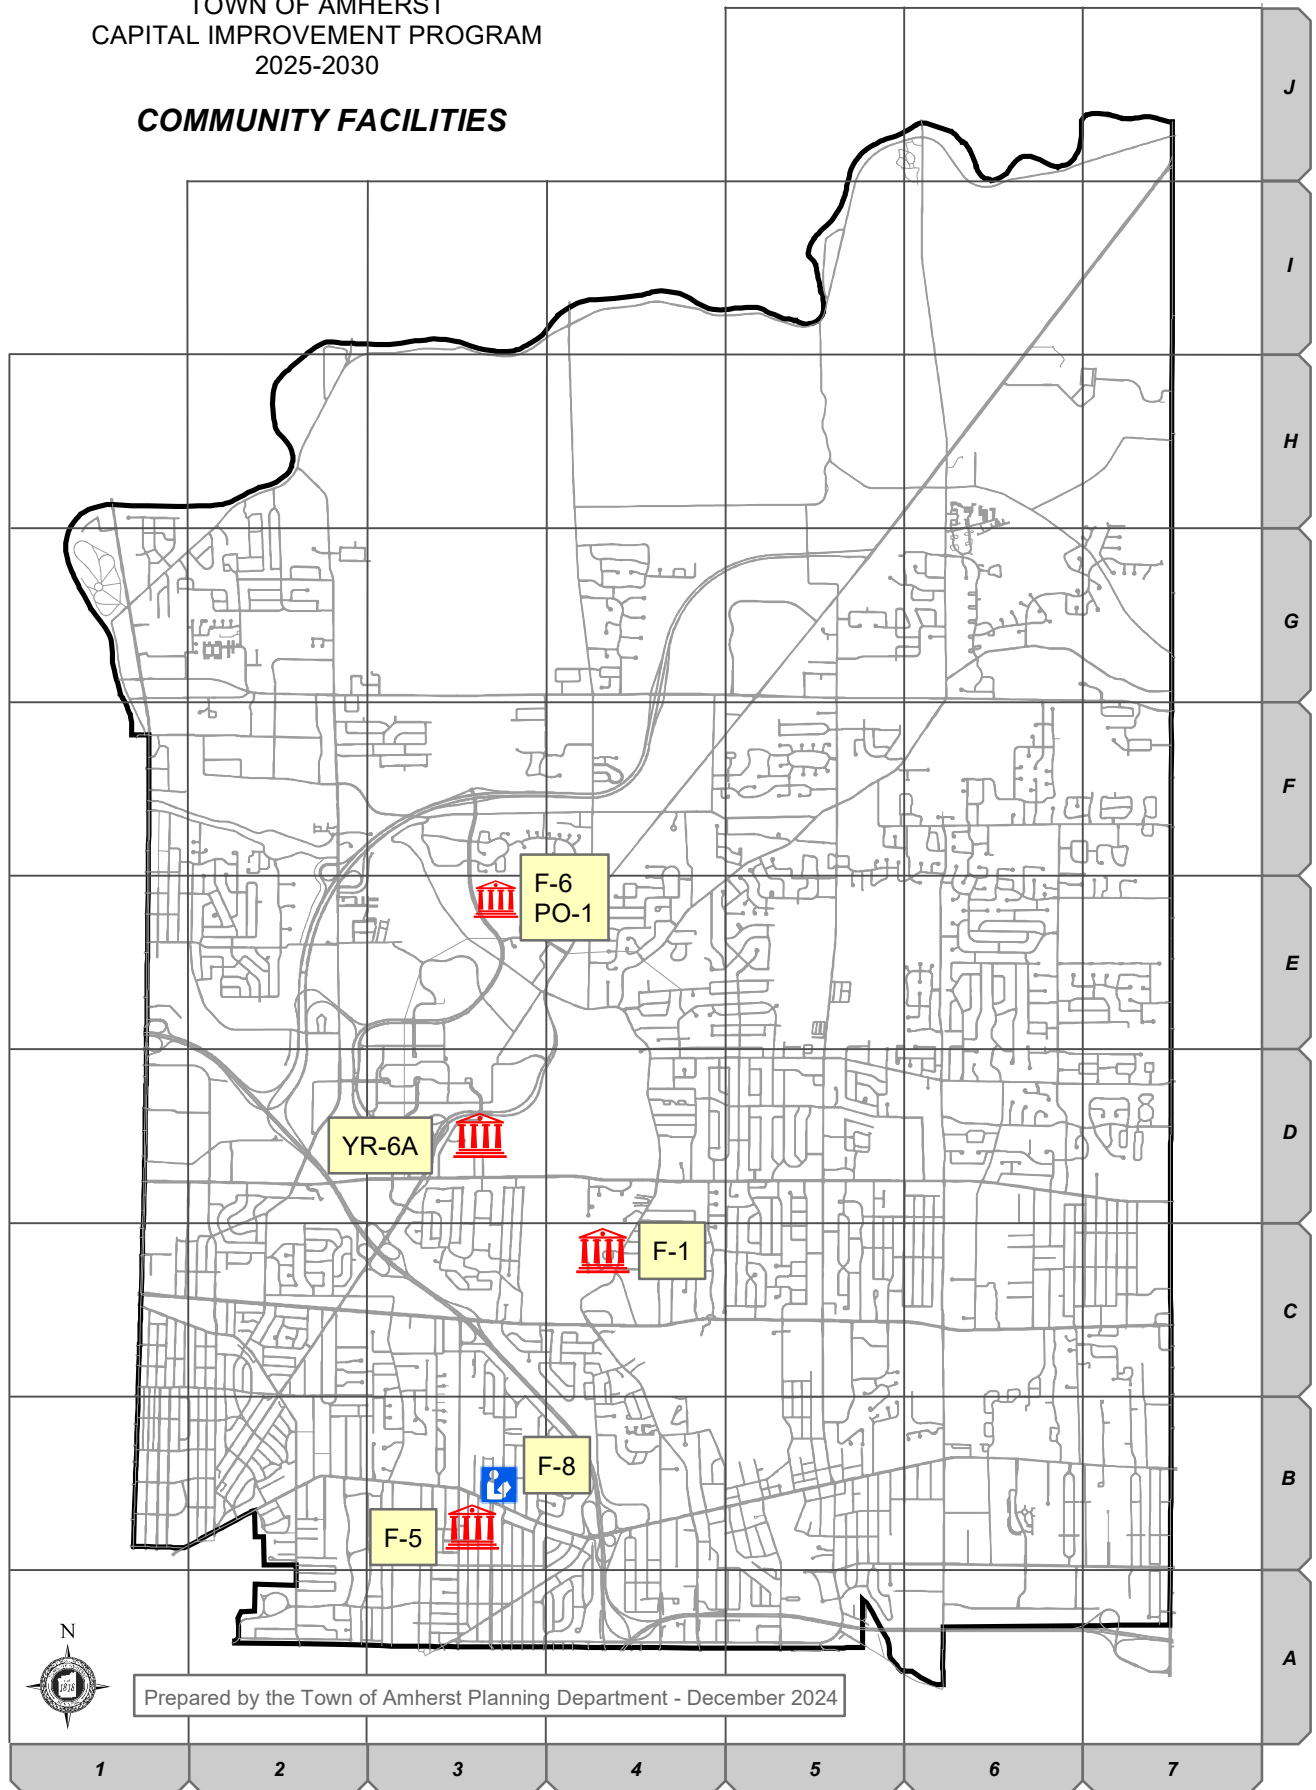 TOWN OF AMHERST
CAPITAL IMPROVEMENT PROGRAM
2025-2030
COMMUNITY FACILITIES
J
I
H
G
F
F-6
PO-1
E
YR-6A
D
F-1
C
F-8
B
F-5
N
1818
A
Prepared by the Town of Amherst Planning Department - December 2024
1 2 3 4 5 6 7